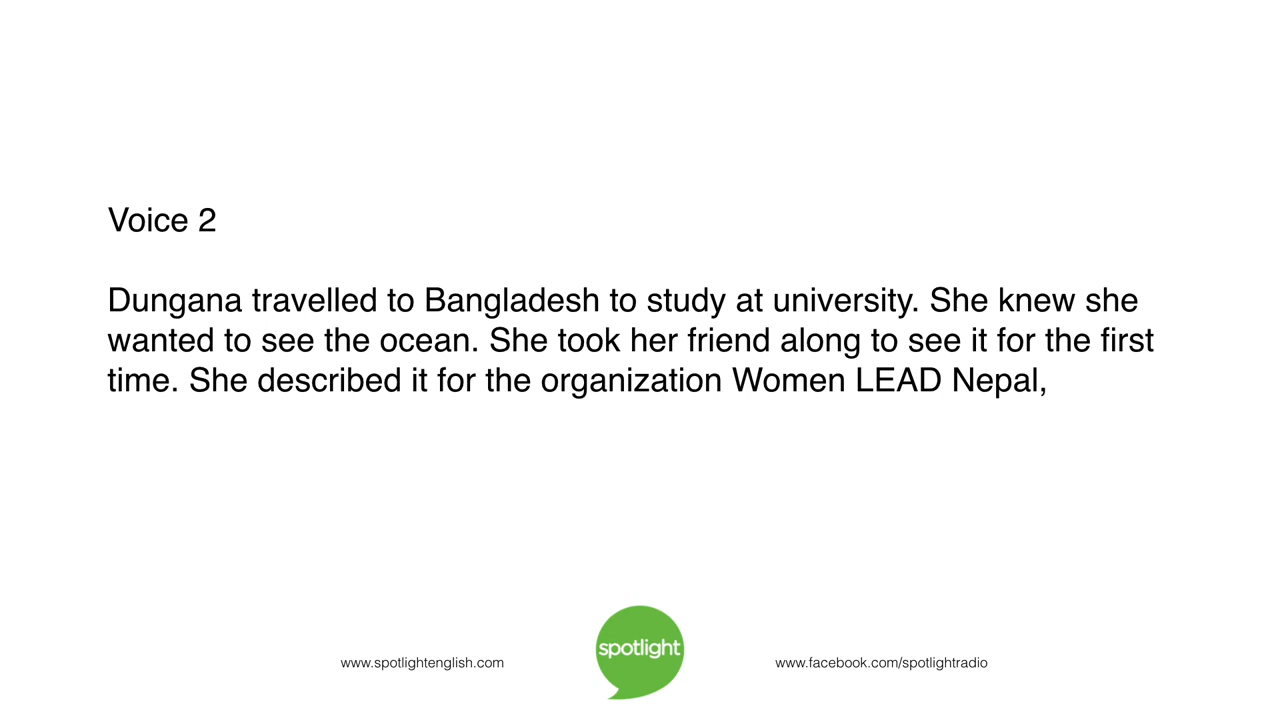 Voice 2
Dungana travelled to Bangladesh to study at university. She knew she
wanted to see the ocean. She took her friend along to see it for the first
time. She described it for the organization Women LEAD Nepal,
www.spotlightenglish.com
spotlight
www.facebook.com/spotlightradio